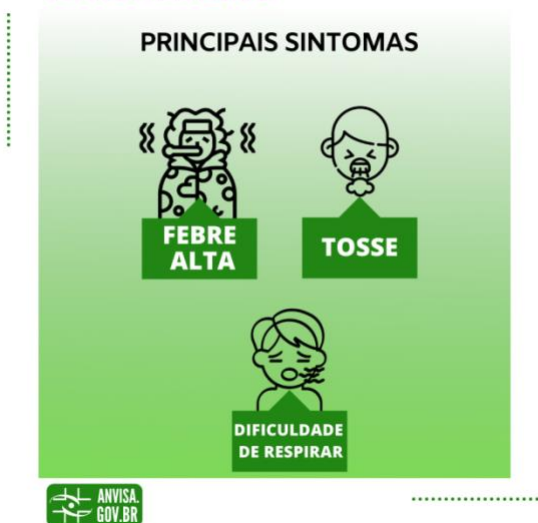 PRINCIPAIS SINTOMAS
FEBRE
ALTA
TOSSE
DIFICULDADE
DE RESPIRAR
ANVISA.
GOV.BR